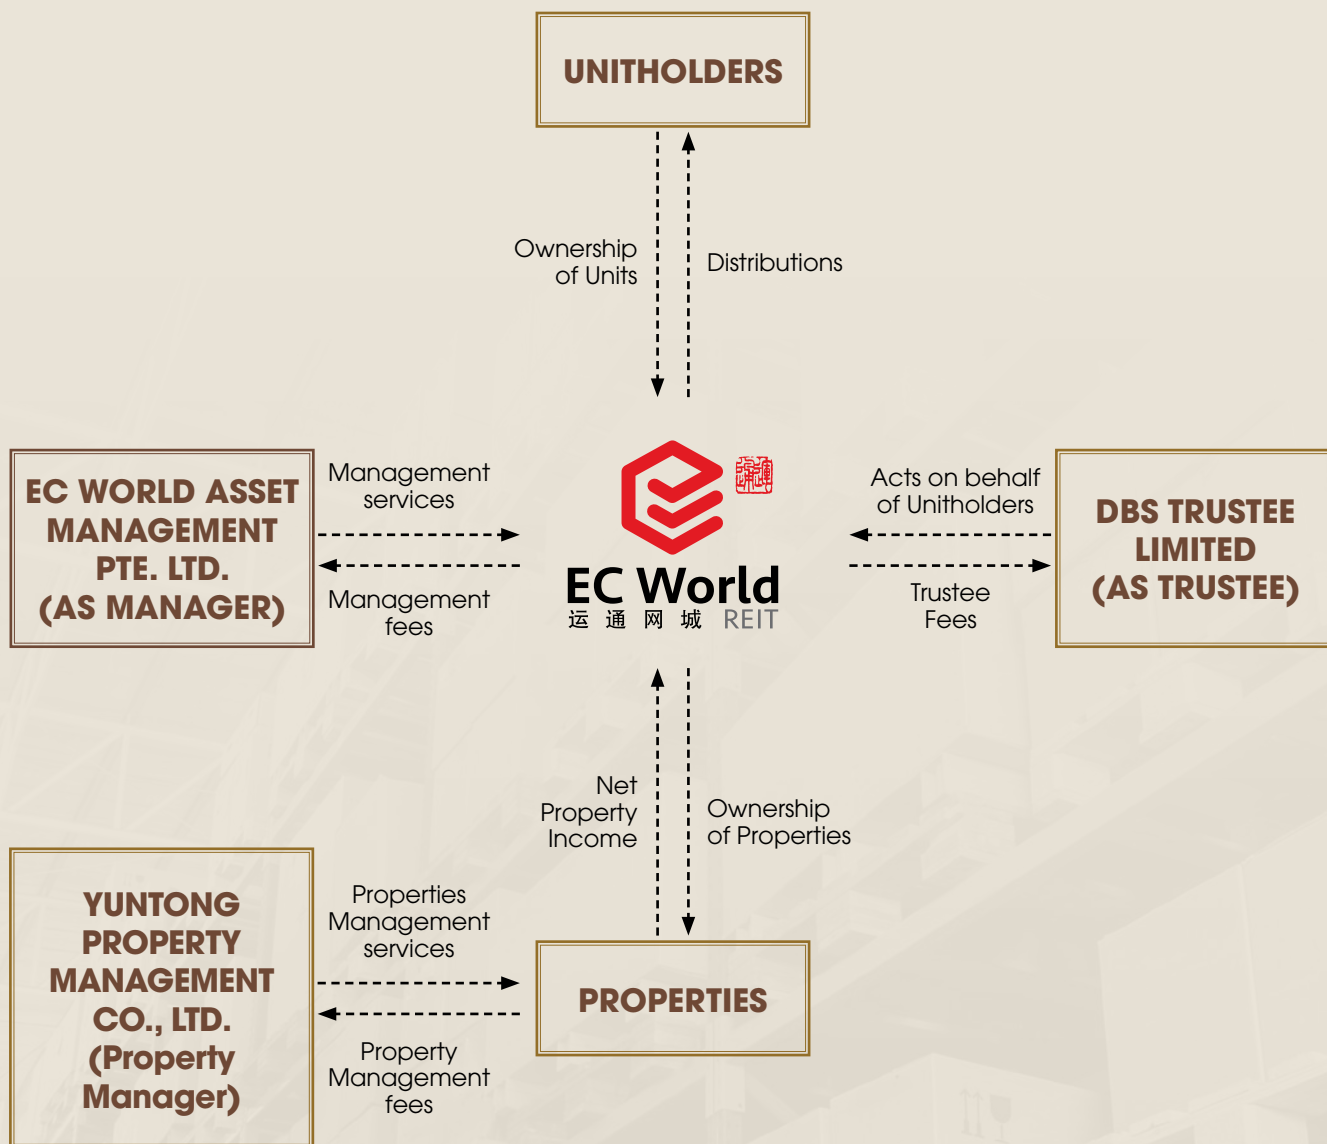 UNITHOLDERS
Ownership
of Units
Distributions
EC WORLD ASSET
MANAGEMENT
PTE. LTD.
(AS MANAGER)
Management
services
Management
fees
EC World
运通网城 REIT
Acts on behalf
of Unitholders
Trustee
Fees
DBS TRUSTEE
LIMITED
(AS TRUSTEE)
Net
Property
Income
Ownership
of Properties
YUNTONG
PROPERTY
MANAGEMENT
CO., LTD.
(Property
Manager)
Properties
Management
services
Property
Management
fees
PROPERTIES